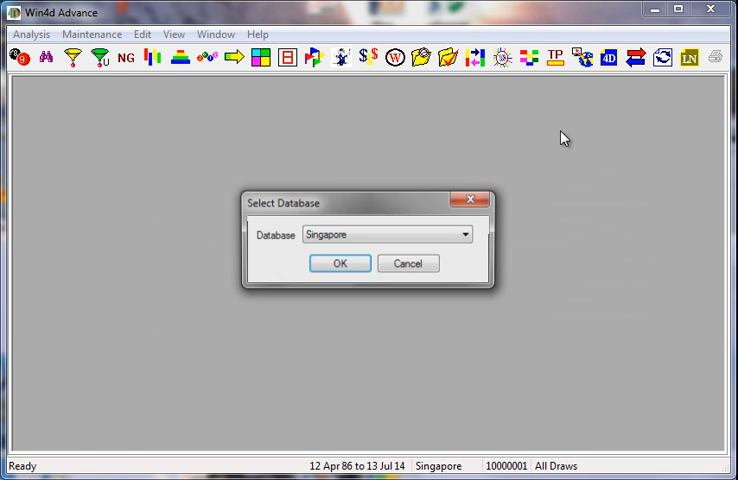 Win4d Advance
Analysis Maintenance Edit View Window Help
9 U NG $$ W TP 4D LN
Select Database
Database Singapore
OK Cancel
Ready 12 Apr 86 to 13 Jul 14 Singapore 10000001 All Draws